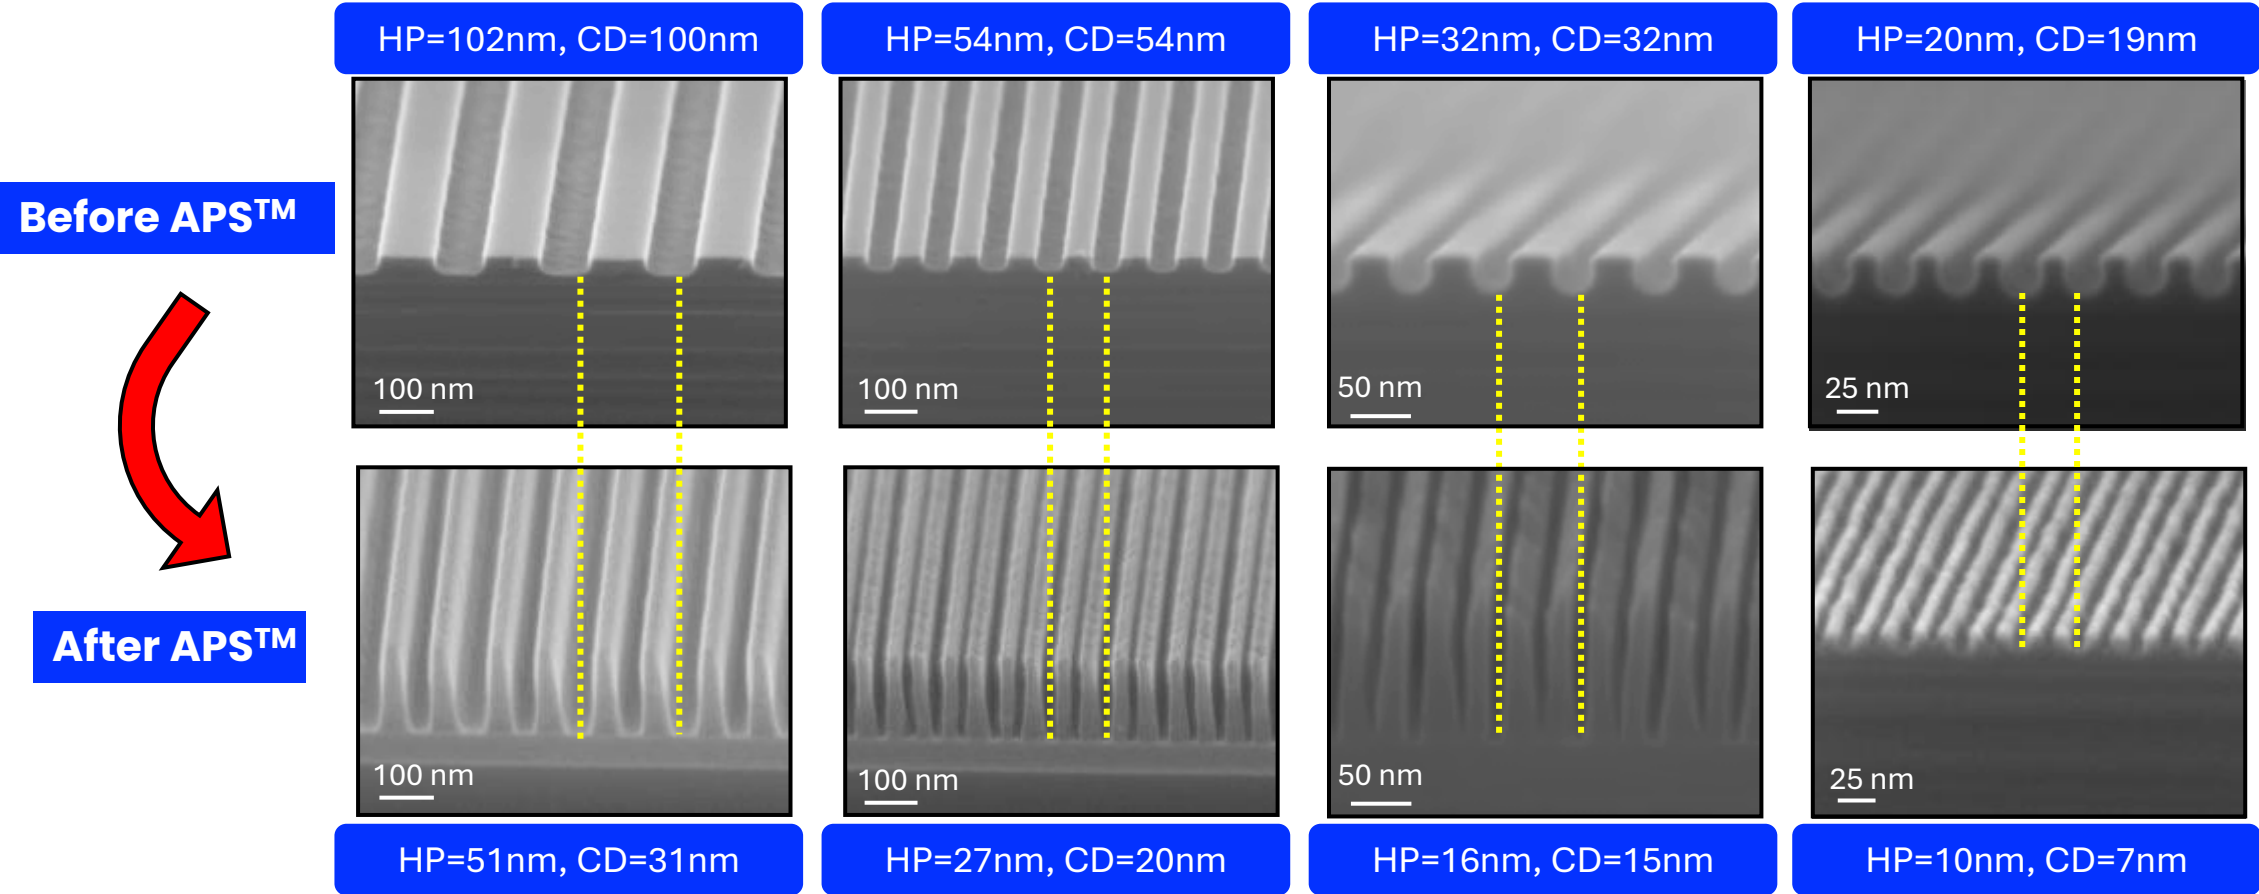 HP=102nm, CD=100nm
HP=54nm, CD=54nm
HP=32nm, CD=32nm
HP=20nm, CD=19nm
Before APS™
100 nm
100 nm
50 nm
25 nm
After APS™
100 nm
100 nm
50 nm
25 nm
HP=51nm, CD=31nm
HP=27nm, CD=20nm
HP=16nm, CD=15nm
HP=10nm, CD=7nm